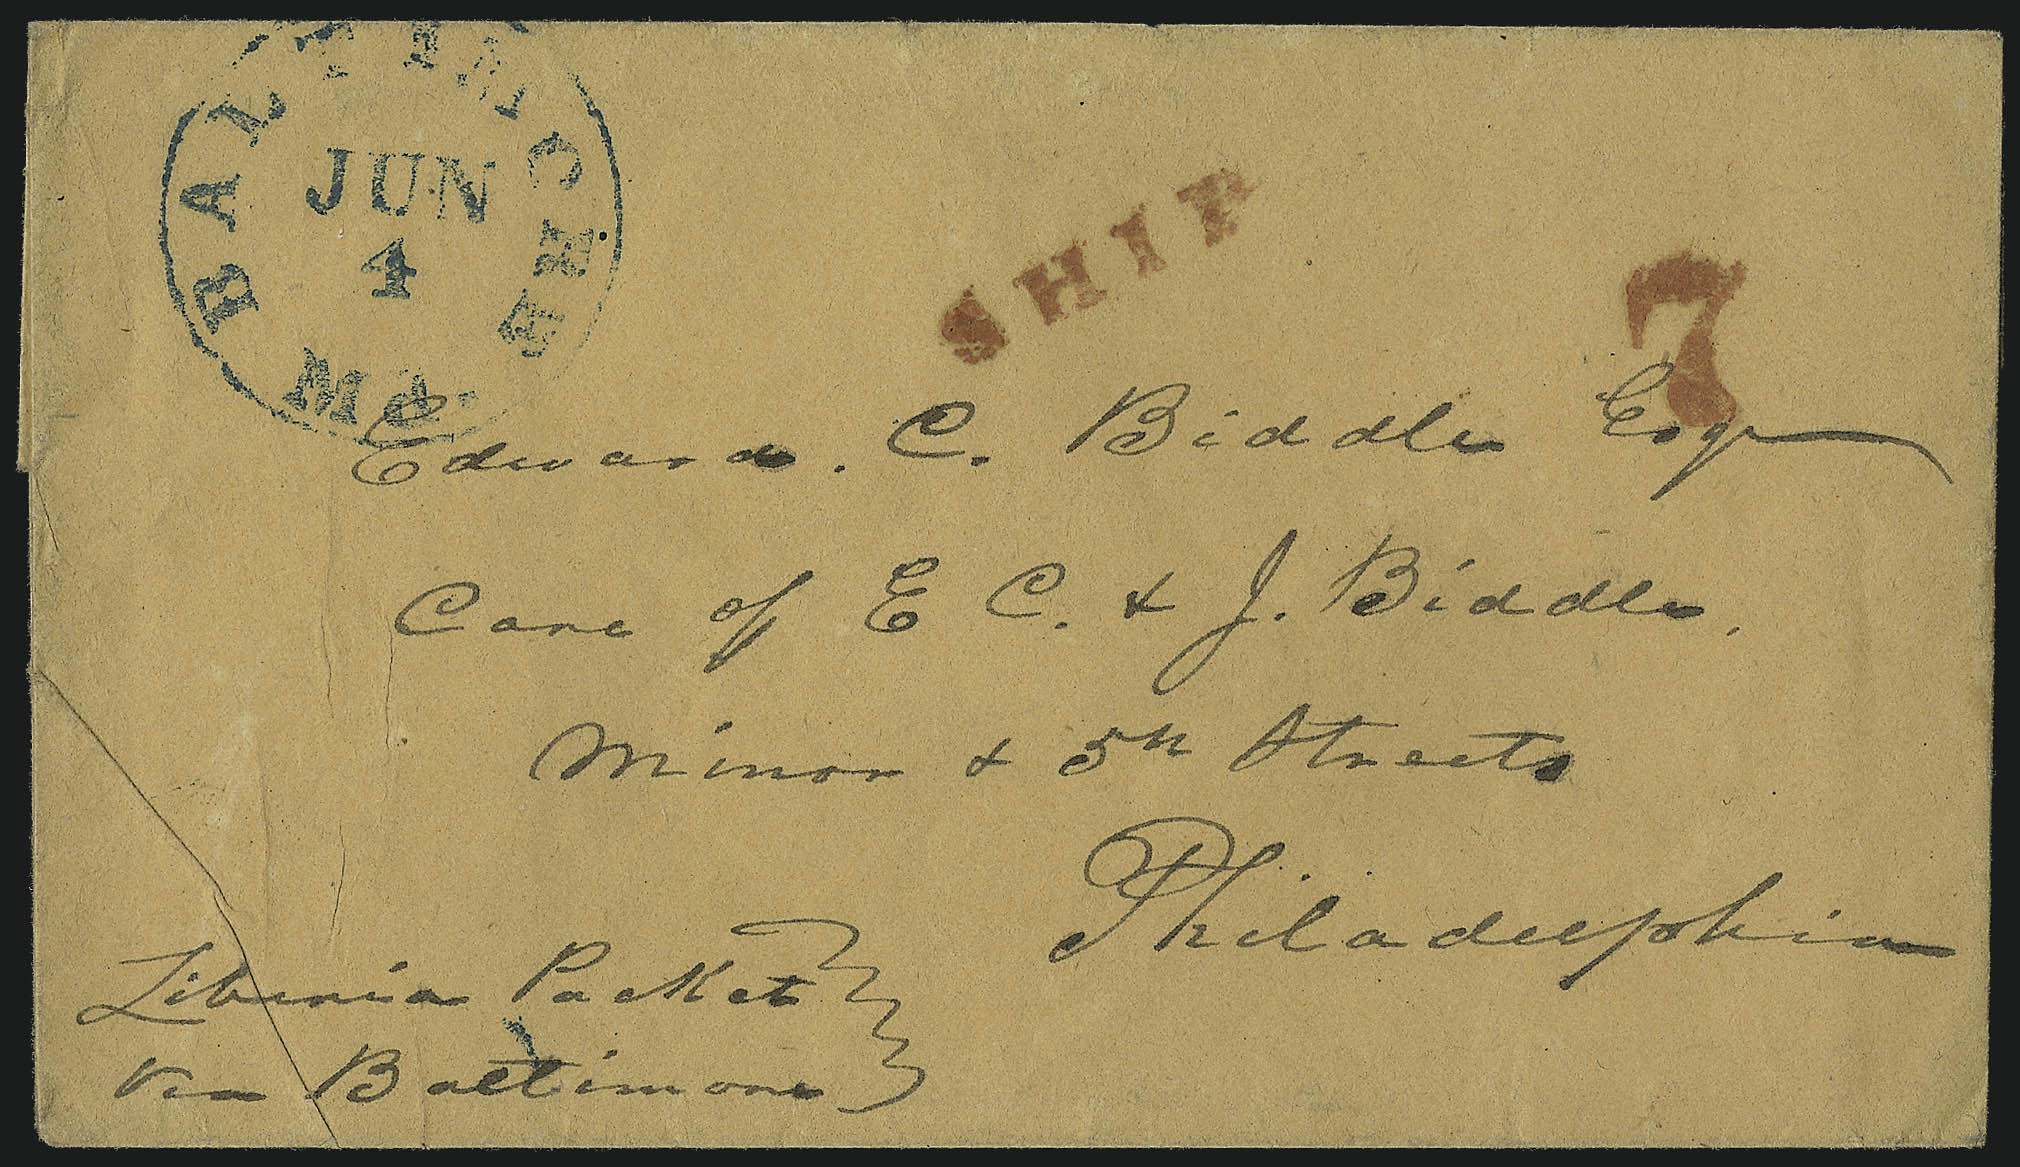 BALTIMORE Md.
JUN
4
SHIP
7
Edward. C. Biddle Esqr
Care of E C. & J. Biddle,
Minor & 5th Streets
Philadelphia
Liberia Packet
Via Baltimore